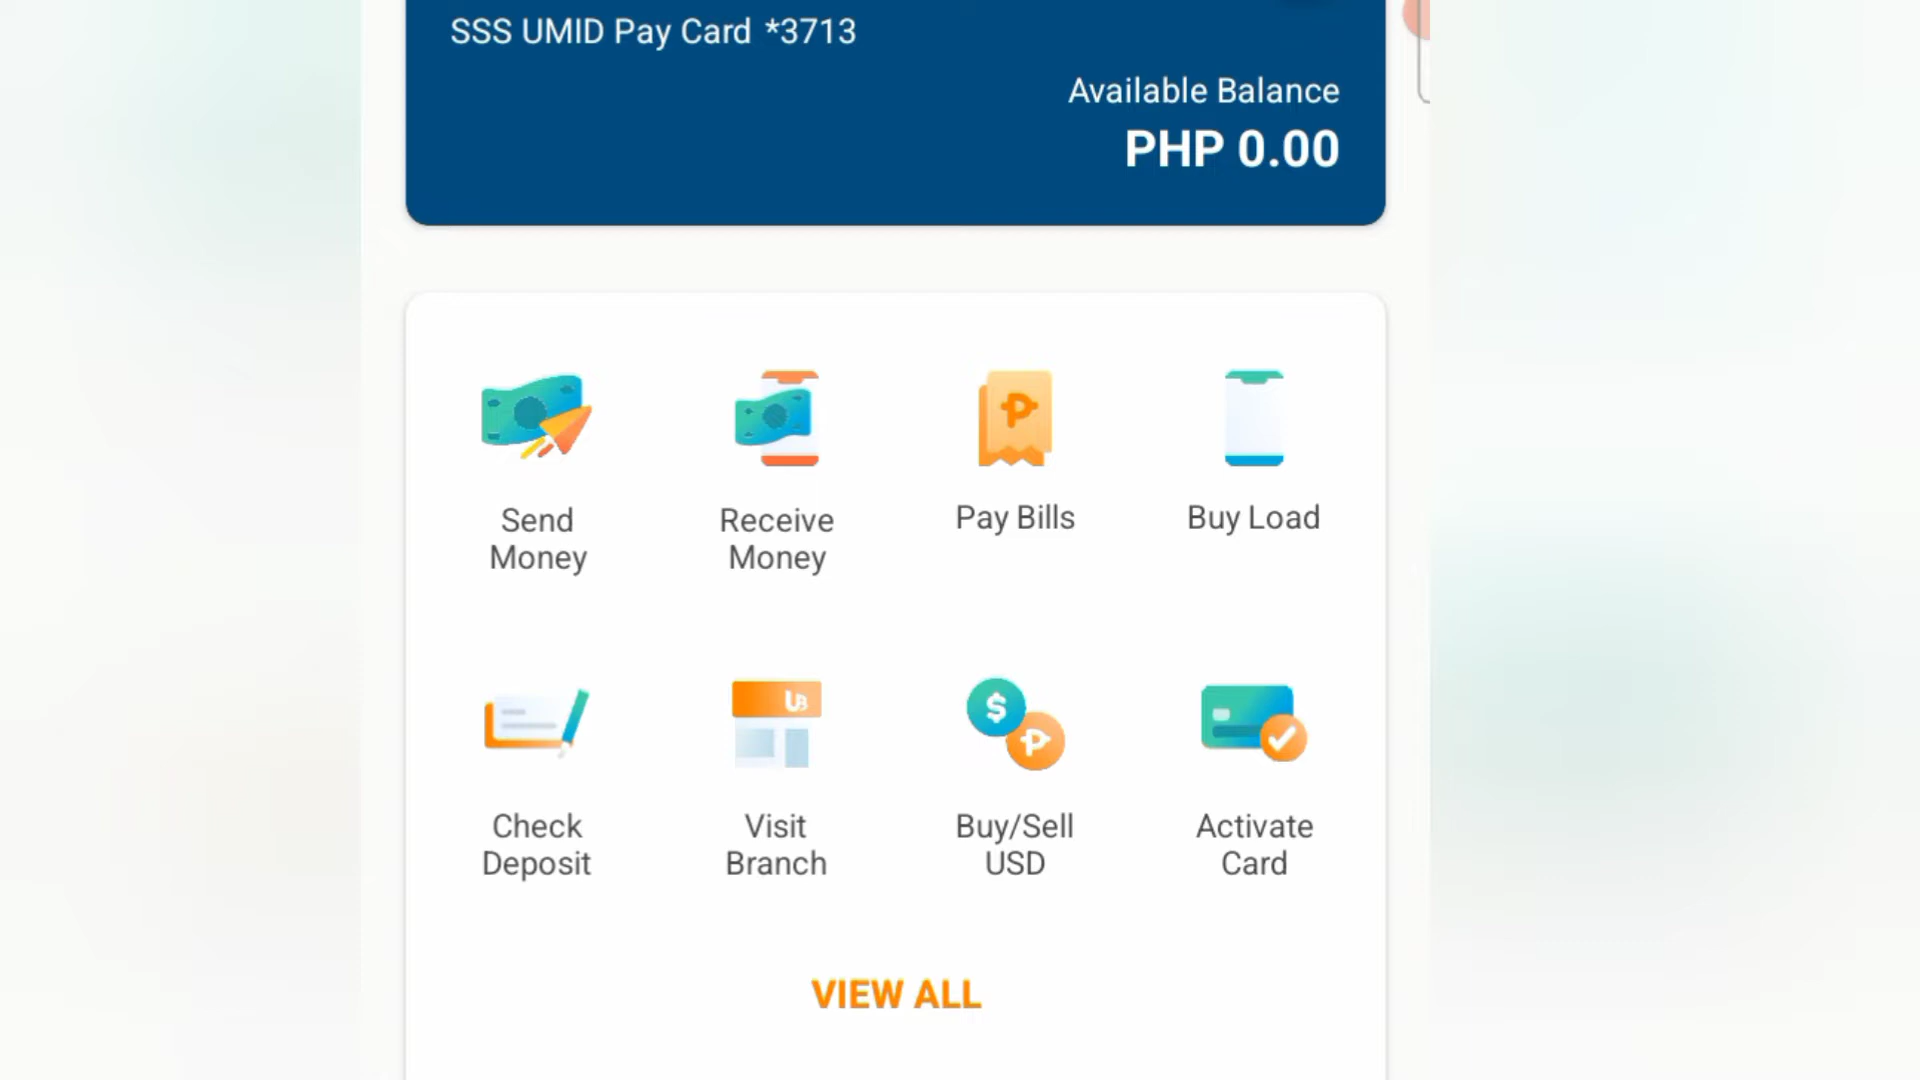 SSS UMID Pay Card *3713
Available Balance
PHP 0.00
Send
Money
Receive
Money
Pay Bills
Buy Load
UB
$ P
P
Check
Deposit
Visit
Branch
Buy/Sell
USD
Activate
Card
VIEW ALL